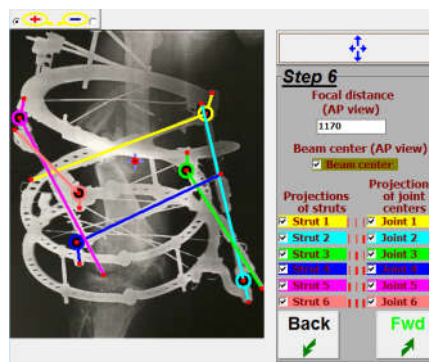 Step 6
Focal distance
(AP view)
1170
Beam center (AP view)
Beam center
Projections
of struts
Projection
of joint
centers
Strut 1
Joint 1
Strut 2
Joint 2
Strut 3
Joint 3
Strut 4
Joint 4
Strut 5
Joint 5
Strut 6
Joint 6
Back
Fwd